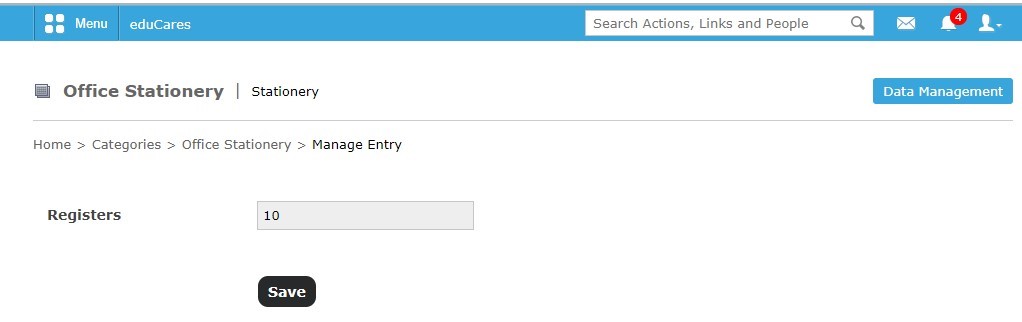 Menu eduCares Search Actions, Links and People 4
Office Stationery | Stationery Data Management
Home > Categories > Office Stationery > Manage Entry
Registers 10
Save